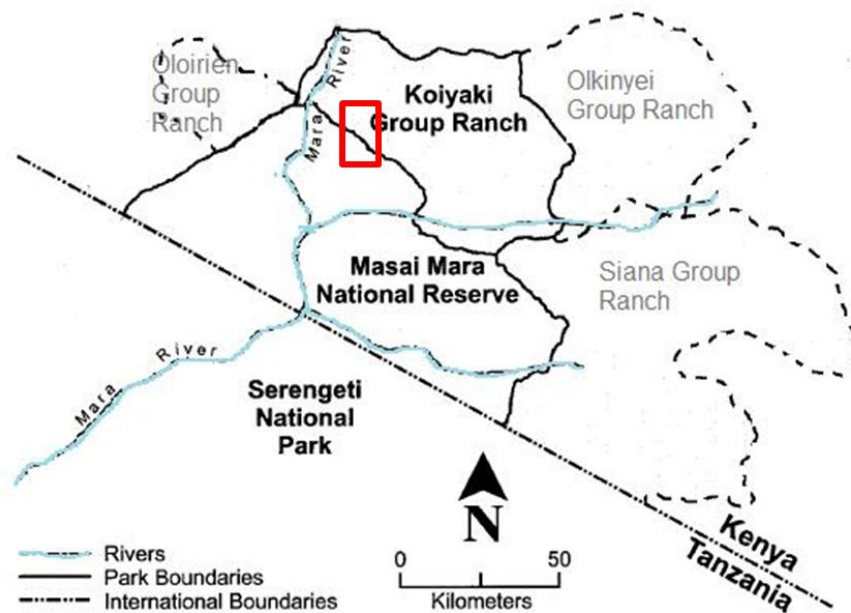 Oloirien
Group
Ranch
Mara
River
Koiyaki
Group Ranch
Olkinyei
Group Ranch
Masai Mara
National Reserve
Siana Group
Ranch
Mara
River
Serengeti
National
Park
N
Kenya
Tanzania
Rivers
Park Boundaries
International Boundaries
0 50
Kilometers